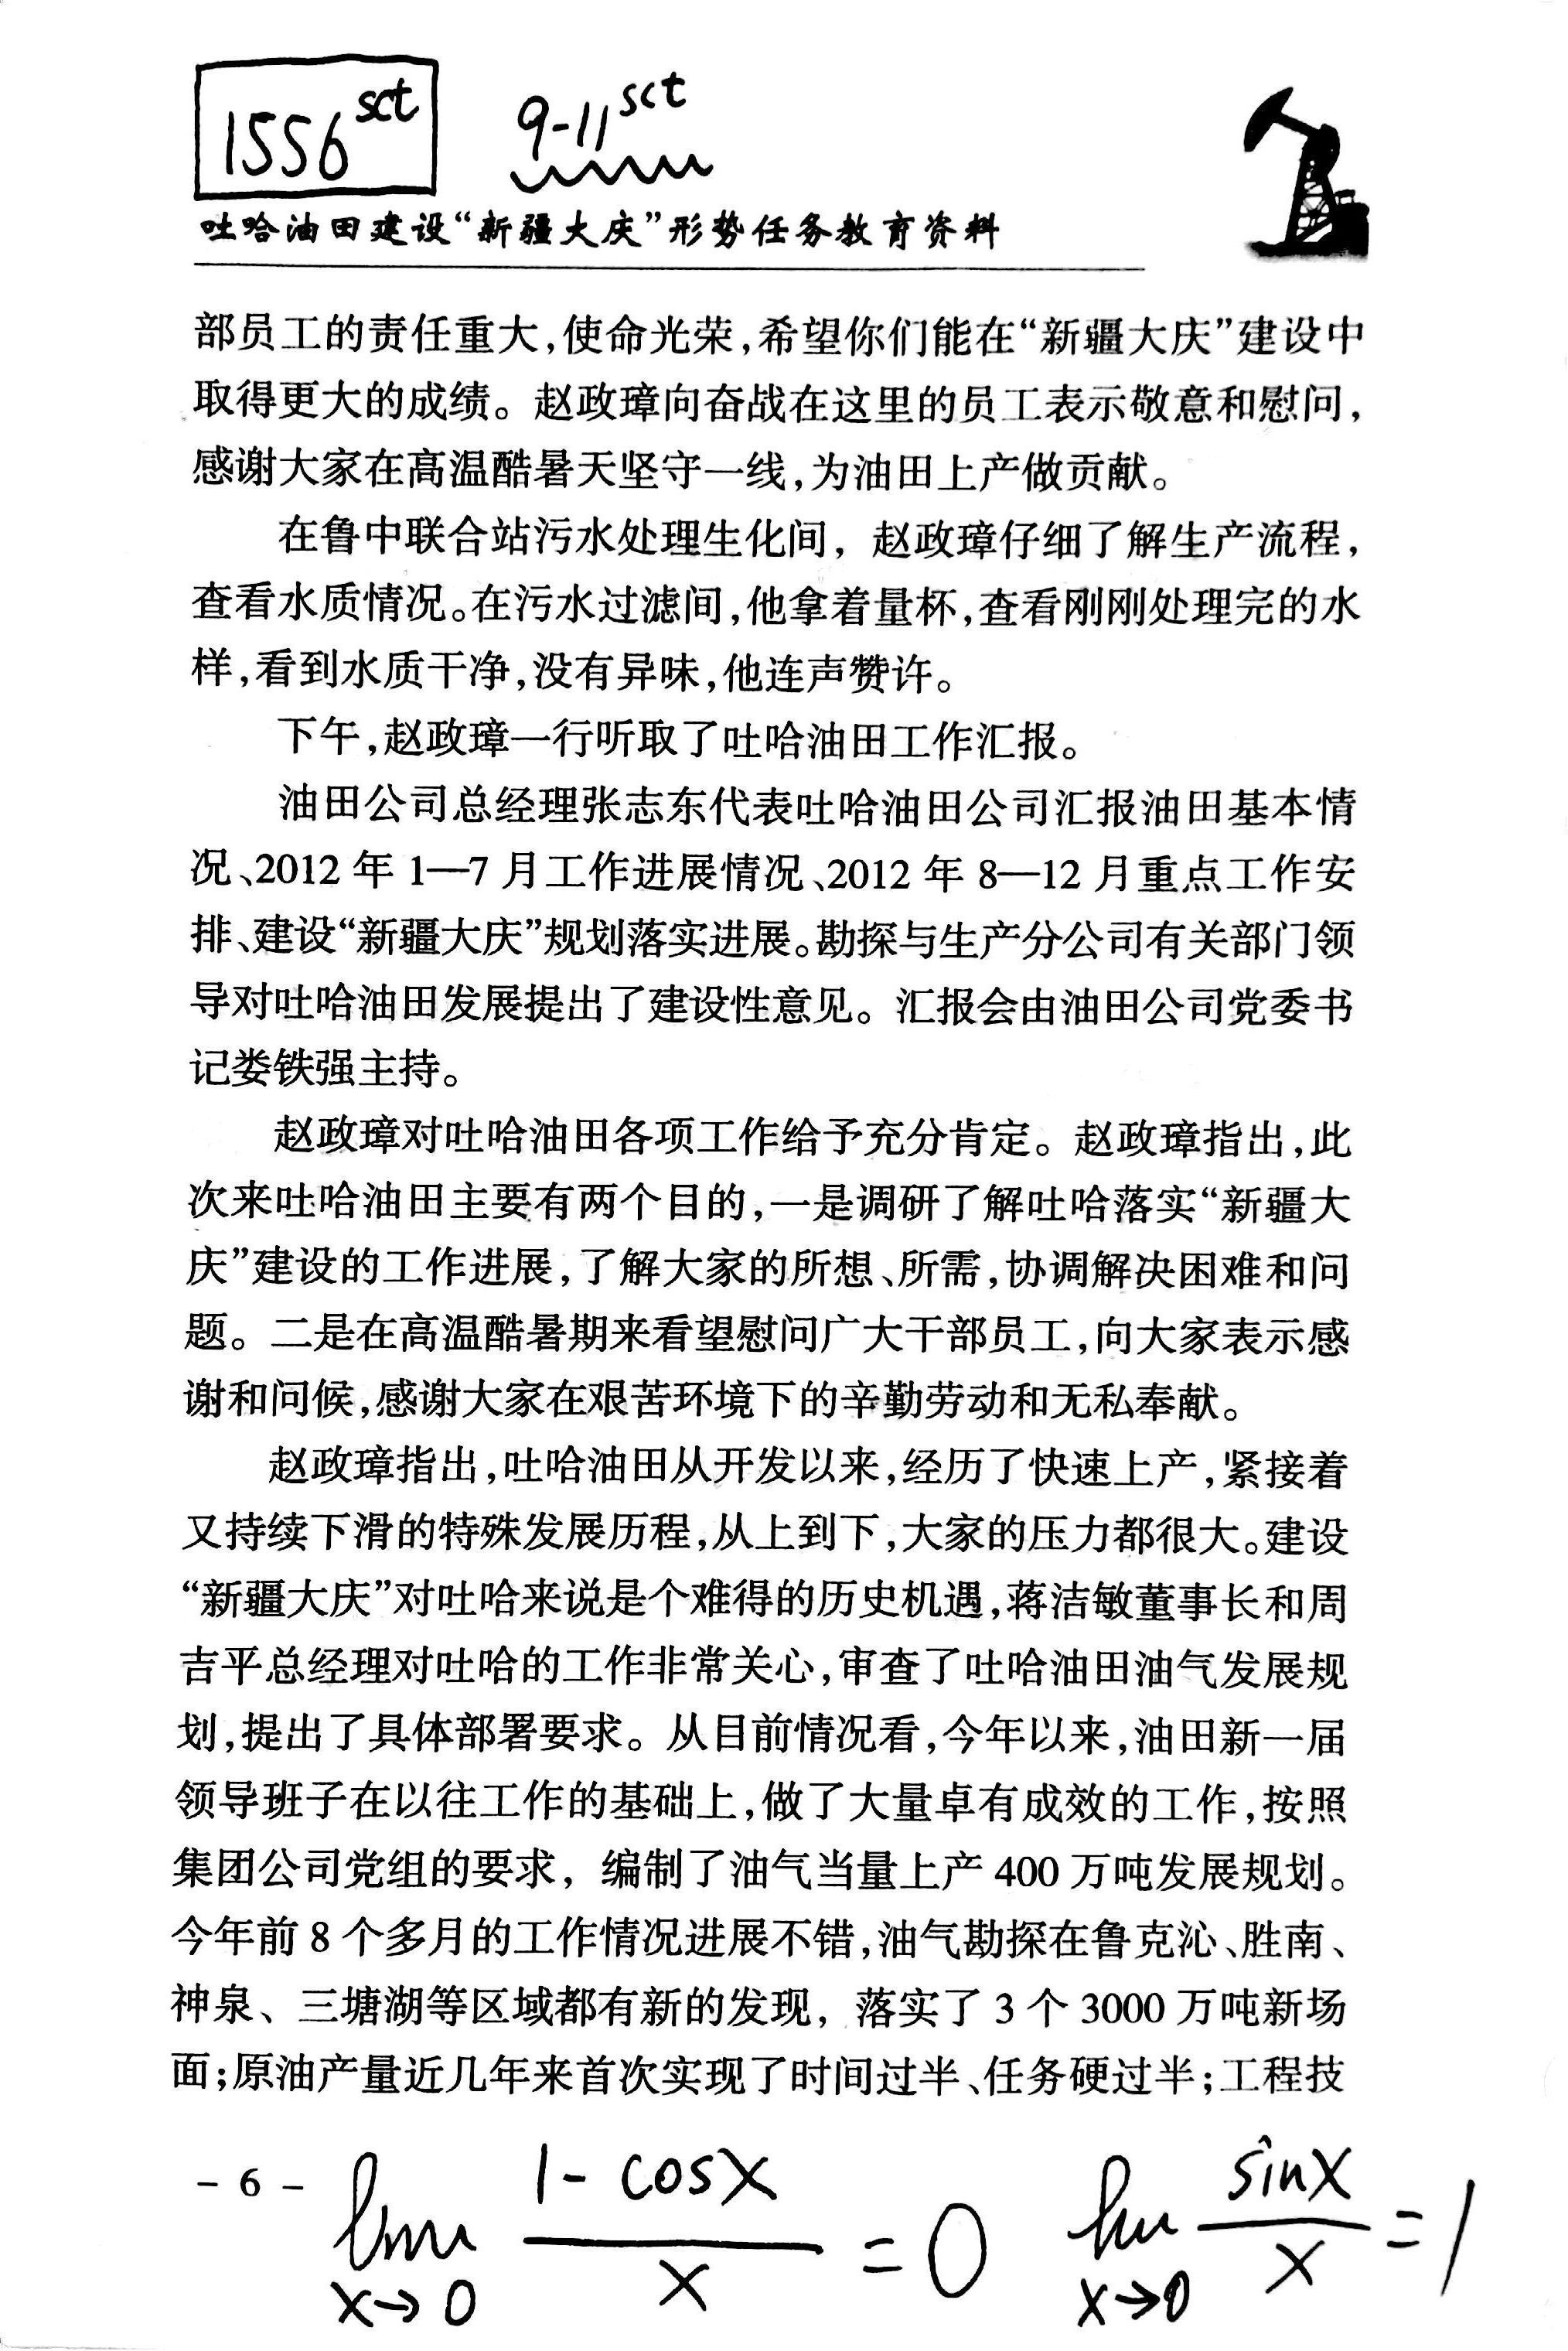 1556 sct
9-11 sct
吐哈油田建设“新疆大庆”形势任务教育资料
部员工的责任重大,使命光荣,希望你们能在“新疆大庆”建设中
取得更大的成绩。赵政璋向奋战在这里的员工表示敬意和慰问,
感谢大家在高温酷暑天坚守一线,为油田上产做贡献。
在鲁中联合站污水处理生化间，赵政璋仔细了解生产流程,
查看水质情况。在污水过滤间,他拿着量杯,查看刚刚处理完的水
样,看到水质干净,没有异味,他连声赞许。
下午,赵政璋一行听取了吐哈油田工作汇报。
油田公司总经理张志东代表吐哈油田公司汇报油田基本情
况、2012 年 1—7 月工作进展情况、2012 年 8—12 月重点工作安
排、建设“新疆大庆”规划落实进展。勘探与生产分公司有关部门领
导对吐哈油田发展提出了建设性意见。汇报会由油田公司党委书
记娄铁强主持。
赵政璋对吐哈油田各项工作给予充分肯定。赵政璋指出,此
次来吐哈油田主要有两个目的,一是调研了解吐哈落实“新疆大
庆”建设的工作进展,了解大家的所想、所需,协调解决困难和问
题。二是在高温酷暑期来看望慰问广大干部员工,向大家表示感
谢和问候,感谢大家在艰苦环境下的辛勤劳动和无私奉献。
赵政璋指出,吐哈油田从开发以来,经历了快速上产,紧接着
又持续下滑的特殊发展历程,从上到下,大家的压力都很大。建设
“新疆大庆”对吐哈来说是个难得的历史机遇,蒋洁敏董事长和周
吉平总经理对吐哈的工作非常关心,审查了吐哈油田油气发展规
划,提出了具体部署要求。从目前情况看,今年以来,油田新一届
领导班子在以往工作的基础上,做了大量卓有成效的工作,按照
集团公司党组的要求，编制了油气当量上产 400 万吨发展规划。
今年前 8 个多月的工作情况进展不错,油气勘探在鲁克沁、胜南、
神泉、三塘湖等区域都有新的发现，落实了 3 个 3000 万吨新场
面;原油产量近几年来首次实现了时间过半、任务硬过半;工程技
- 6 -
lim x→0 (1-cosx)/x = 0
lim x→0 sinx/x = 1